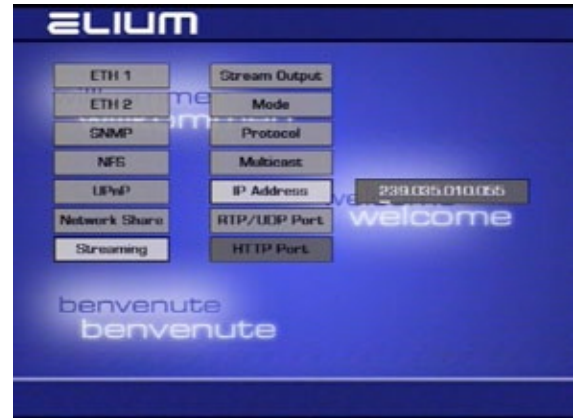 ELIUM
ETH 1
ETH 2
SNMP
NFS
UPnP
Network Share
Streaming
Stream Output
Mode
Protocol
Multicast
IP Address
RTP/UDP Port
HTTP Port
239.035.010.055
welcome
benvenute
benvenute